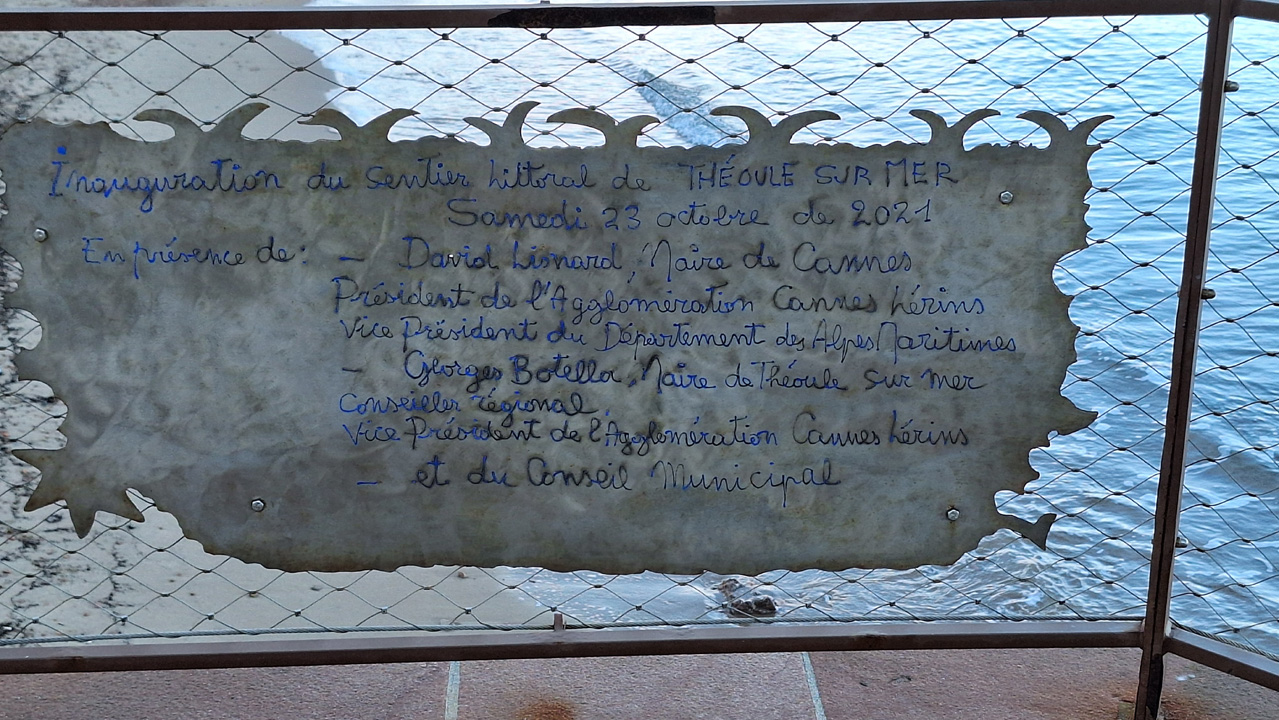 Inauguration du sentier littoral de THÉOULE SUR MER
Samedi 23 octobre de 2021
En présence de : - David Lisnard, Maire de Cannes
Président de l'Agglomération Cannes Lérins
Vice Président du Département des Alpes Maritimes
- Georges Botella, Maire de Théoule sur mer
Conseiller régional,
Vice Président de l'Agglomération Cannes Lérins
- et du Conseil Municipal